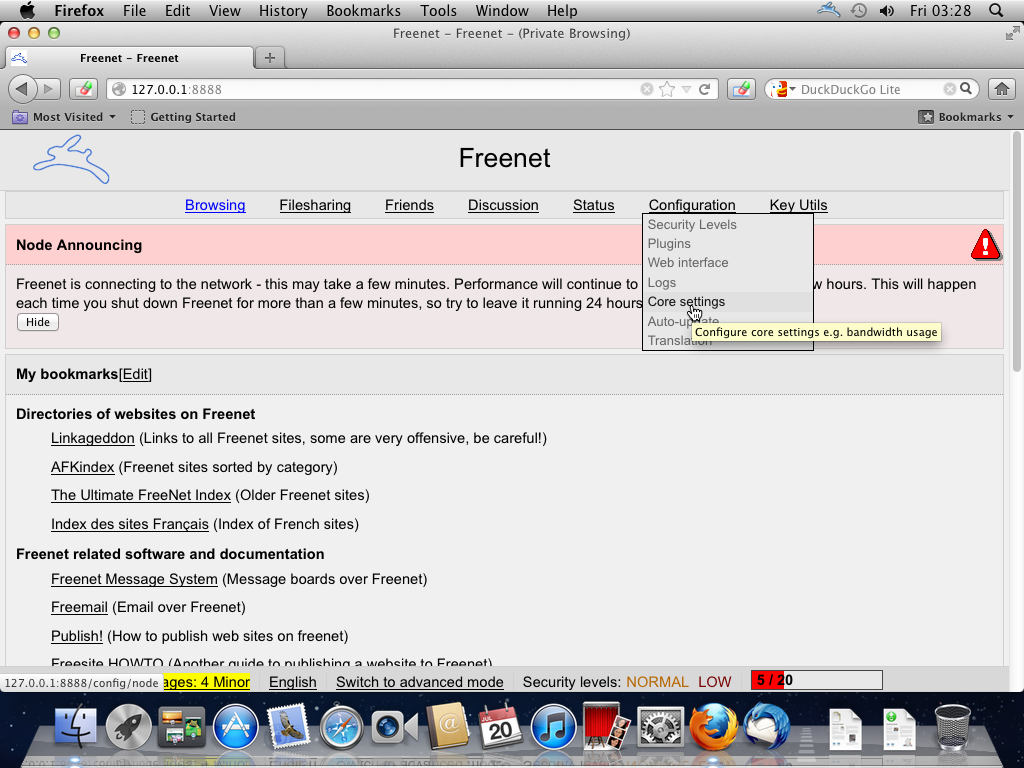 Firefox File Edit View History Bookmarks Tools Window Help Fri 03:28
Freenet – Freenet – (Private Browsing)
Freenet – Freenet
127.0.0.1:8888
DuckDuckGo Lite
Most Visited Getting Started Bookmarks
Freenet
Browsing Filesharing Friends Discussion Status Configuration Key Utils
Security Levels
Plugins
Web interface
Logs
Core settings
Auto-update
Translation
Configure core settings e.g. bandwidth usage
Node Announcing
Freenet is connecting to the network - this may take a few minutes. Performance will continue to w hours. This will happen
each time you shut down Freenet for more than a few minutes, so try to leave it running 24 hours
Hide
My bookmarks[Edit]
Directories of websites on Freenet
Linkageddon (Links to all Freenet sites, some are very offensive, be careful!)
AFKindex (Freenet sites sorted by category)
The Ultimate FreeNet Index (Older Freenet sites)
Index des sites Français (Index of French sites)
Freenet related software and documentation
Freenet Message System (Message boards over Freenet)
Freemail (Email over Freenet)
Publish! (How to publish web sites on freenet)
Freesite HOWTO (Another guide to publishing a website to Freenet)
127.0.0.1:8888/config/node ages: 4 Minor English Switch to advanced mode Security levels: NORMAL LOW 5 / 20
JUL
20